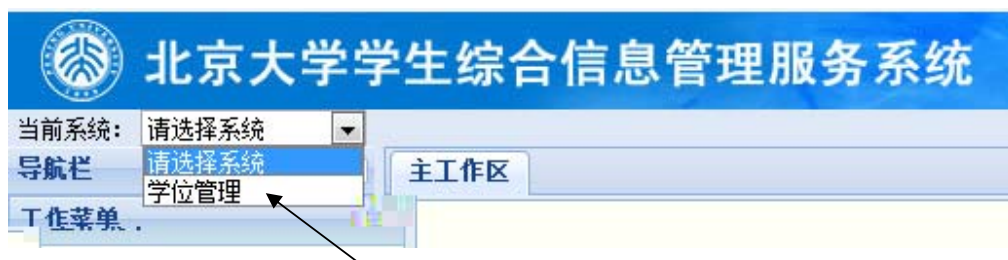 北京大学学生综合信息管理服务系统
当前系统： 请选择系统
请选择系统
学位管理
导航栏
主工作区
工作菜单